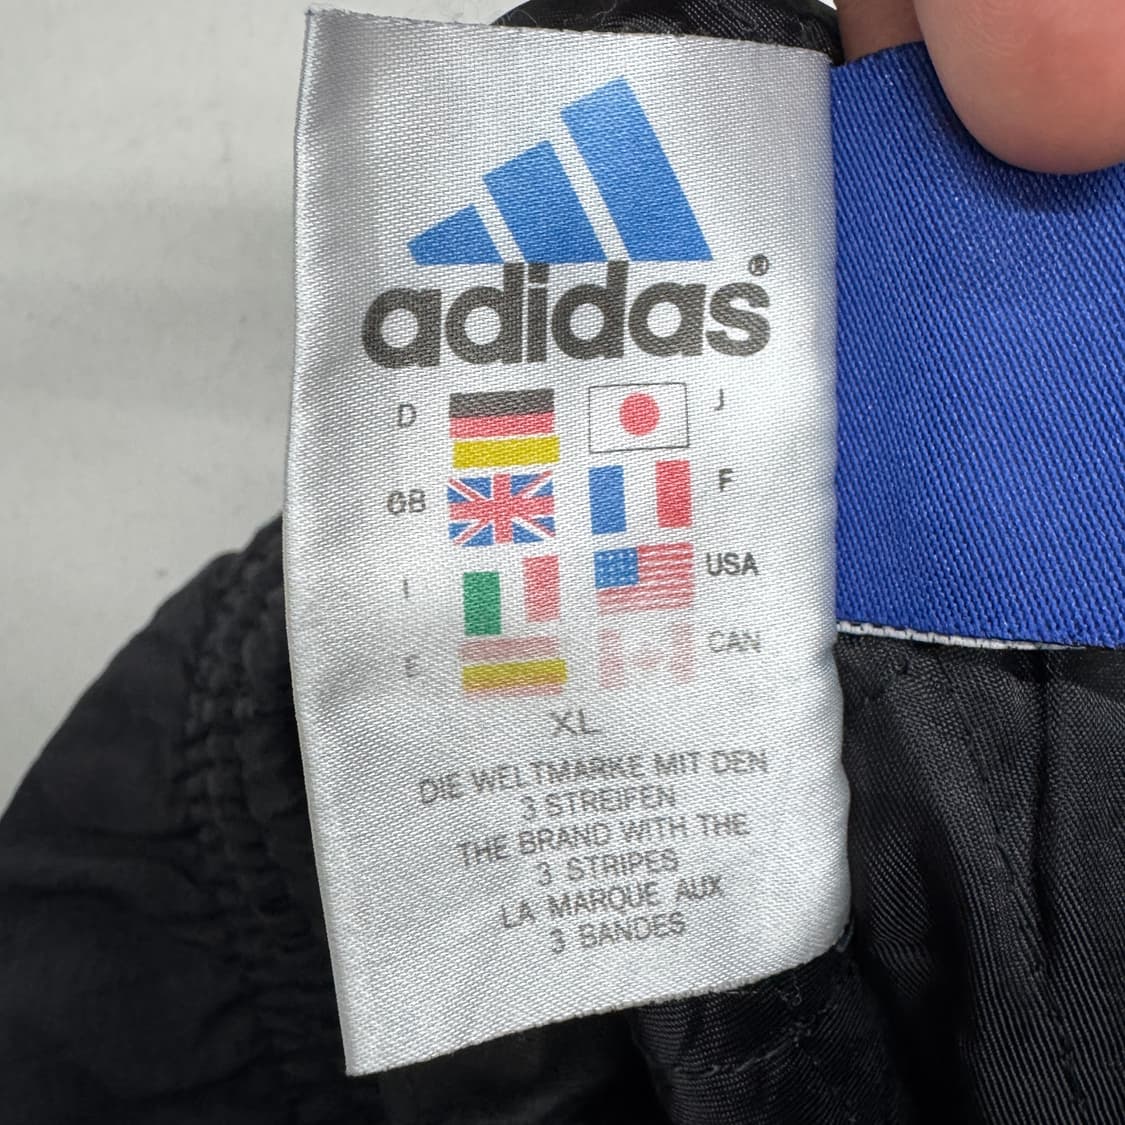 adidas®
D J
GB F
I USA
E CAN
XL
DIE WELTMARKE MIT DEN
3 STREIFEN
THE BRAND WITH THE
3 STRIPES
LA MARQUE AUX
3 BANDES